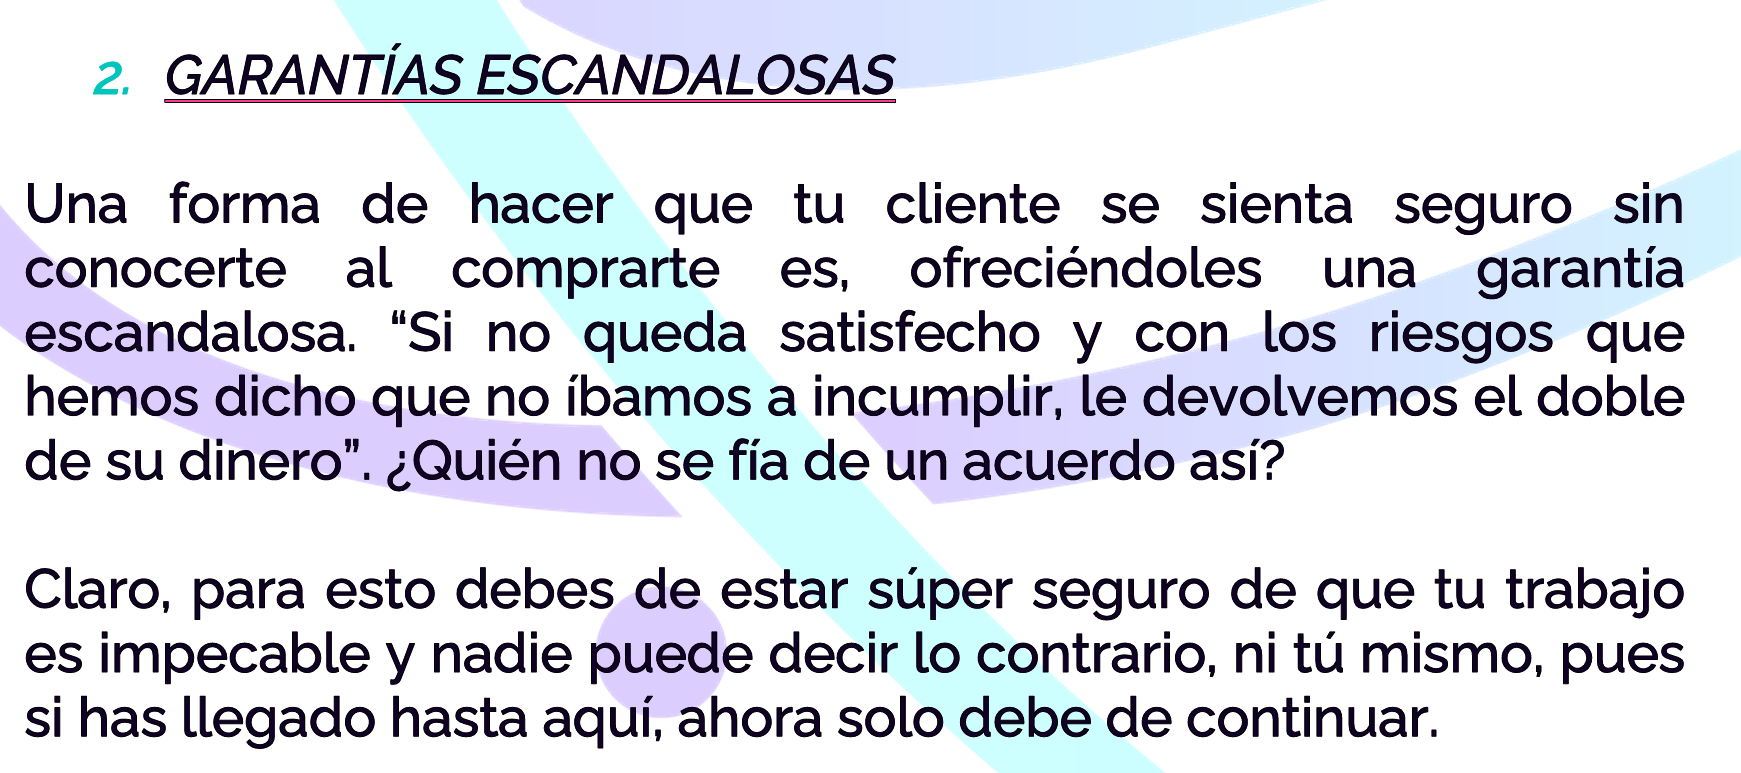 2. GARANTÍAS ESCANDALOSAS
Una forma de hacer que tu cliente se sienta seguro sin
conocerte al comprarte es, ofreciéndoles una garantía
escandalosa. “Si no queda satisfecho y con los riesgos que
hemos dicho que no íbamos a incumplir, le devolvemos el doble
de su dinero”. ¿Quién no se fía de un acuerdo así?
Claro, para esto debes de estar súper seguro de que tu trabajo
es impecable y nadie puede decir lo contrario, ni tú mismo, pues
si has llegado hasta aquí, ahora solo debe de continuar.